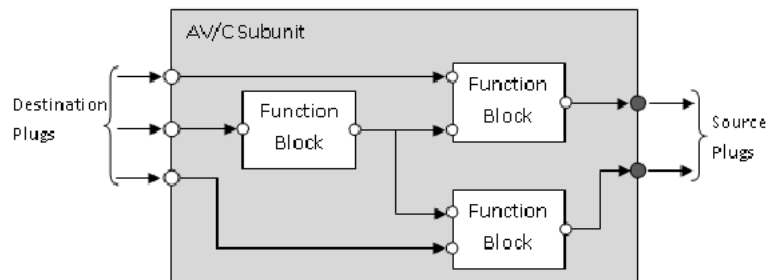 AV/C Subunit
Destination
Plugs
Function
Block
Function
Block
Function
Block
Source
Plugs